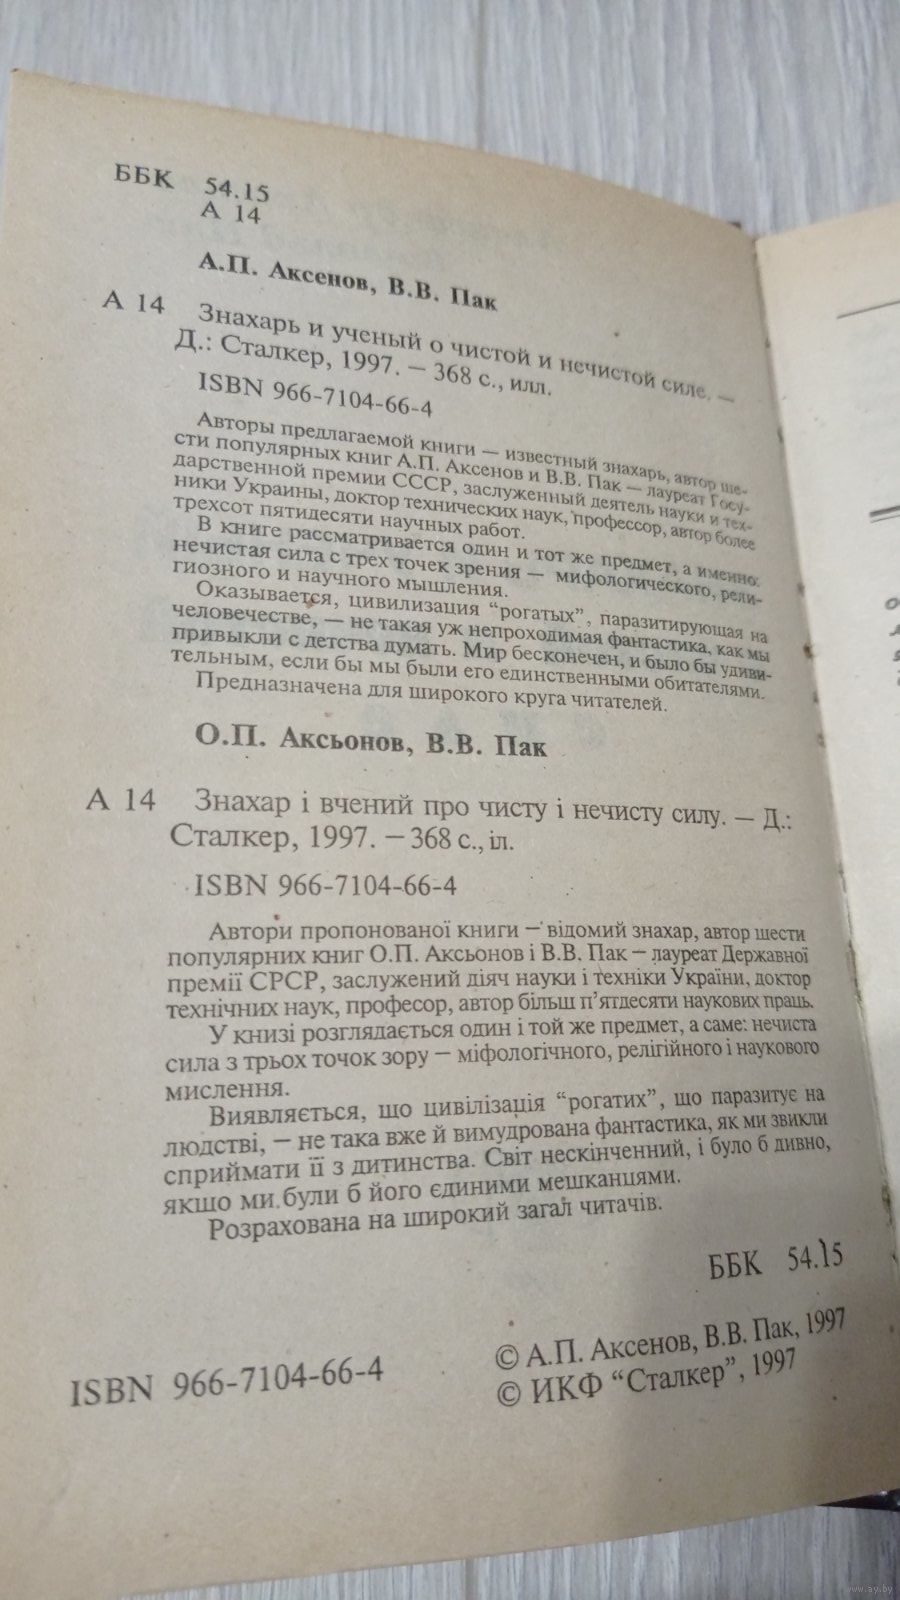 ББК 54.15
А 14
А.П. Аксенов, В.В. Пак
А 14 Знахарь и ученый о чистой и нечистой силе. —
Д.: Сталкер, 1997. — 368 с., илл.
ISBN 966-7104-66-4
Авторы предлагаемой книги — известный знахарь, автор ше-
сти популярных книг А.П. Аксенов и В.В. Пак — лауреат Госу-
дарственной премии СССР, заслуженный деятель науки и тех-
ники Украины, доктор технических наук, профессор, автор более
трехсот пятидесяти научных работ.
В книге рассматривается один и тот же предмет, а именно:
нечистая сила с трех точек зрения — мифологического, рели-
гиозного и научного мышления.
Оказывается, цивилизация “рогатых”, паразитирующая на
человечестве, — не такая уж непроходимая фантастика, как мы
привыкли с детства думать. Мир бесконечен, и было бы удиви-
тельным, если бы мы были его единственными обитателями.
Предназначена для широкого круга читателей.
О.П. Аксьонов, В.В. Пак
А 14 Знахар і вчений про чисту і нечисту силу. — Д.:
Сталкер, 1997. — 368 с., іл.
ISBN 966-7104-66-4
Автори пропонованої книги — відомий знахар, автор шести
популярних книг О.П. Аксьонов і В.В. Пак — лауреат Державної
премії СРСР, заслужений діяч науки і техніки України, доктор
технічних наук, професор, автор більш п’ятдесяти наукових праць.
У книзі розглядається один і той же предмет, а саме: нечиста
сила з трьох точок зору — міфологічного, релігійного і наукового
мислення.
Виявляється, що цивілізація “рогатих”, що паразитує на
людстві, — не така вже й вимудрована фантастика, як ми звикли
сприймати її з дитинства. Світ нескінченний, і було б дивно,
якщо ми були б його єдиними мешканцями.
Розрахована на широкий загал читачів.
ББК 54.15
© А.П. Аксенов, В.В. Пак, 1997
ISBN 966-7104-66-4 © ИКФ “Сталкер”, 1997
www.ay.by